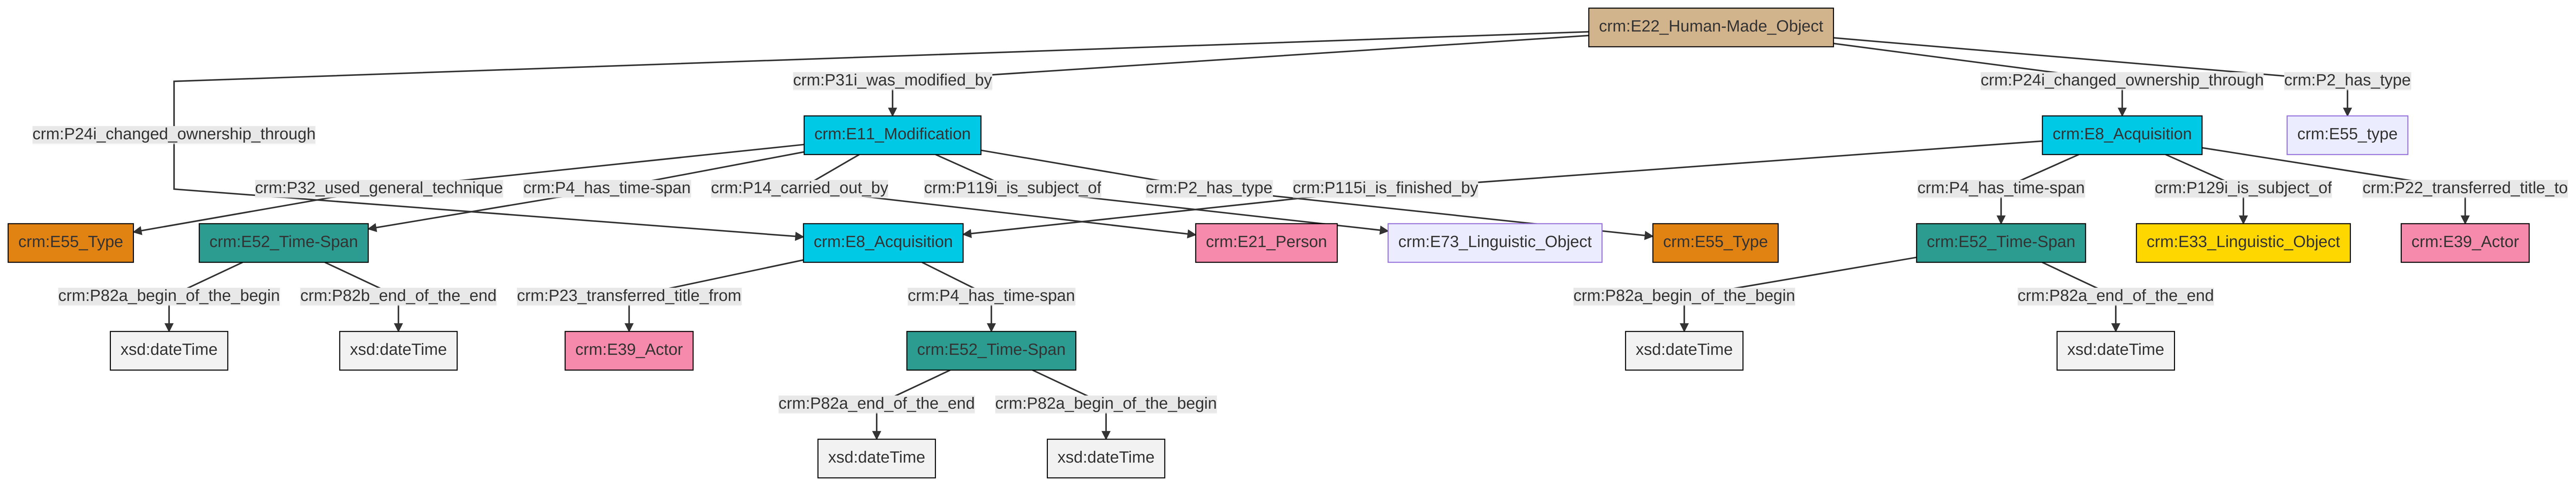 crm:E22_Human-Made_Object
crm:P31i_was_modified_by
crm:P24i_changed_ownership_through
crm:P2_has_type
crm:P24i_changed_ownership_through
crm:E11_Modification
crm:E8_Acquisition
crm:E55_type
crm:P32_used_general_technique
crm:P4_has_time-span
crm:P14_carried_out_by
crm:P119i_is_subject_of
crm:P2_has_type
crm:P115i_is_finished_by
crm:P4_has_time-span
crm:P129i_is_subject_of
crm:P22_transferred_title_to
crm:E55_Type
crm:E52_Time-Span
crm:E8_Acquisition
crm:E21_Person
crm:E73_Linguistic_Object
crm:E55_Type
crm:E52_Time-Span
crm:E33_Linguistic_Object
crm:E39_Actor
crm:P82a_begin_of_the_begin
crm:P82b_end_of_the_end
crm:P23_transferred_title_from
crm:P4_has_time-span
crm:P82a_begin_of_the_begin
crm:P82a_end_of_the_end
xsd:dateTime
xsd:dateTime
crm:E39_Actor
crm:E52_Time-Span
xsd:dateTime
xsd:dateTime
crm:P82a_end_of_the_end
crm:P82a_begin_of_the_begin
xsd:dateTime
xsd:dateTime